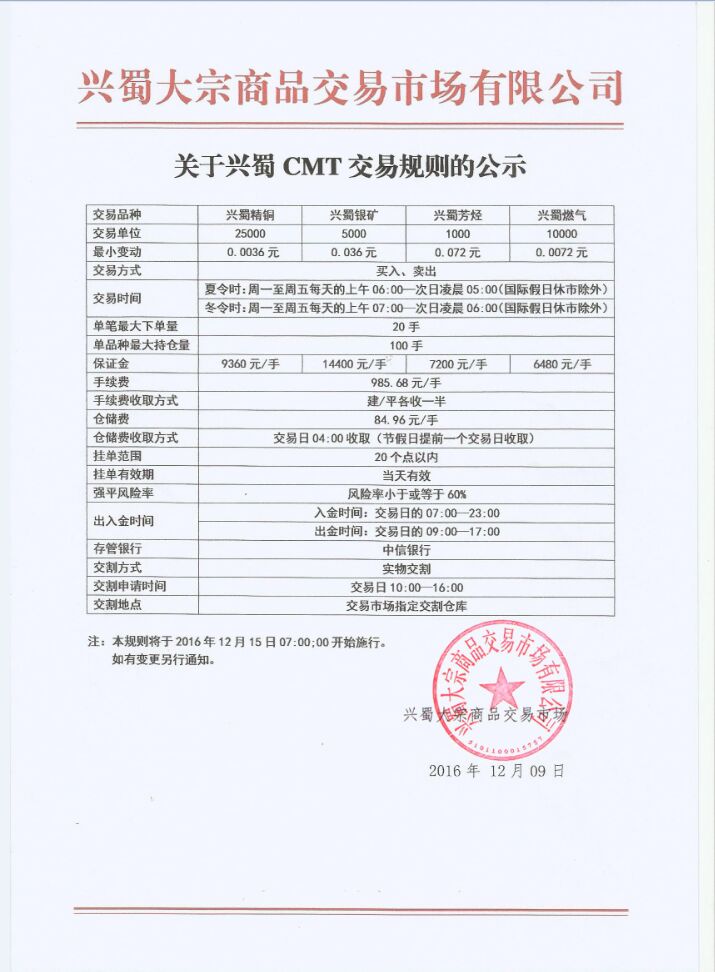 兴蜀大宗商品交易市场有限公司
关于兴蜀 CMT 交易规则的公示
交易品种 兴蜀精铜 兴蜀银矿 兴蜀芳烃 兴蜀燃气
交易单位 25000 5000 1000 10000
最小变动 0.0036 元 0.036 元 0.072 元 0.0072 元
交易方式 买入、卖出
交易时间 夏令时:周一至周五每天的上午 06:00—次日凌晨 05:00(国际假日休市除外)
冬令时:周一至周五每天的上午 07:00—次日凌晨 06:00(国际假日休市除外)
单笔最大下单量 20 手
单品种最大持仓量 100 手
保证金 9360 元/手 14400 元/手 7200 元/手 6480 元/手
手续费 985.68 元/手
手续费收取方式 建/平各收一半
仓储费 84.96 元/手
仓储费收取方式 交易日 04:00 收取（节假日提前一个交易日收取）
挂单范围 20 个点以内
挂单有效期 当天有效
强平风险率 风险率小于或等于 60%
出入金时间 入金时间：交易日的 07:00—23:00
出金时间：交易日的 09:00—17:00
存管银行 中信银行
交割方式 实物交割
交割申请时间 交易日 10:00—16:00
交割地点 交易市场指定交割仓库
注：本规则将于 2016 年 12 月 15 日 07:00;00 开始施行。
如有变更另行通知。
兴蜀大宗商品交易市场有限公司
兴蜀大宗商品交易市场
5101100015757
2016 年 12 月 09 日